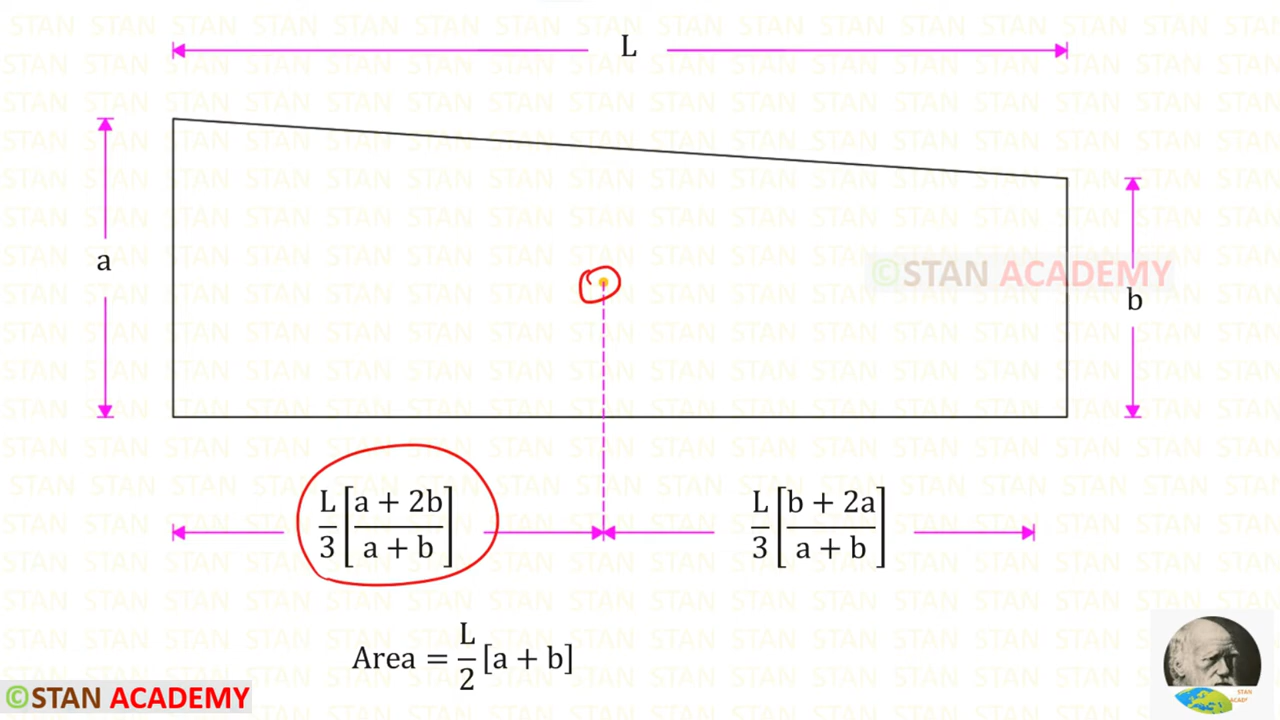 L
a
©STAN ACADEMY
b
L/3 [a + 2b / a + b]
L/3 [b + 2a / a + b]
Area = L/2 [a + b]
©STAN ACADEMY